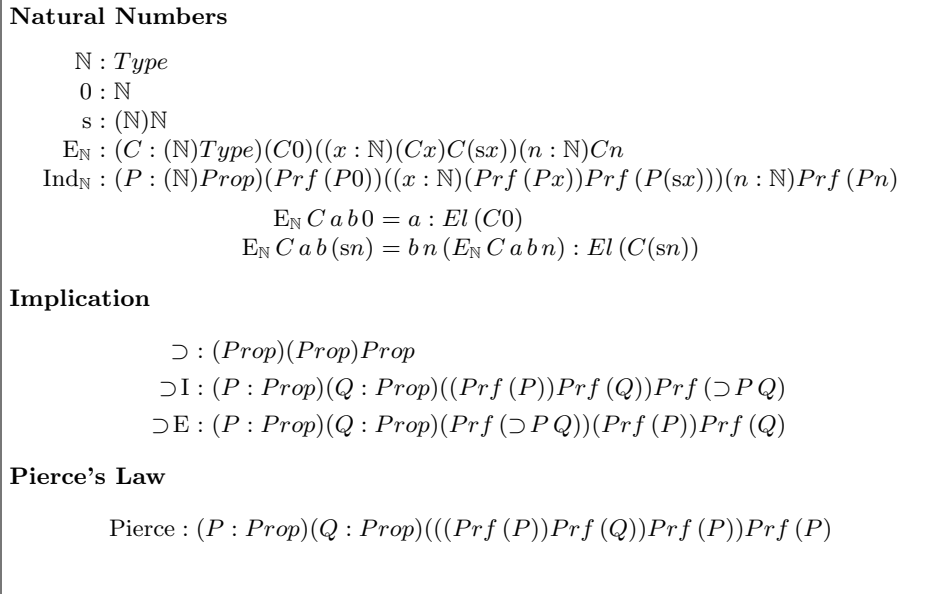 Natural Numbers
ℕ : Type
0 : ℕ
s : (ℕ)ℕ
E_ℕ : (C : (ℕ)Type)(C0)((x : ℕ)(Cx)C(sx))(n : ℕ)Cn
Ind_ℕ : (P : (ℕ)Prop)(Prf (P0))((x : ℕ)(Prf (Px))Prf (P(sx)))(n : ℕ)Prf (Pn)
E_ℕ C a b 0 = a : El (C0)
E_ℕ C a b (sn) = b n (E_ℕ C a b n) : El (C(sn))
Implication
⊃ : (Prop)(Prop)Prop
⊃I : (P : Prop)(Q : Prop)((Prf (P))Prf (Q))Prf (⊃ P Q)
⊃E : (P : Prop)(Q : Prop)(Prf (⊃ P Q))(Prf (P))Prf (Q)
Pierce's Law
Pierce : (P : Prop)(Q : Prop)(((Prf (P))Prf (Q))Prf (P))Prf (P)